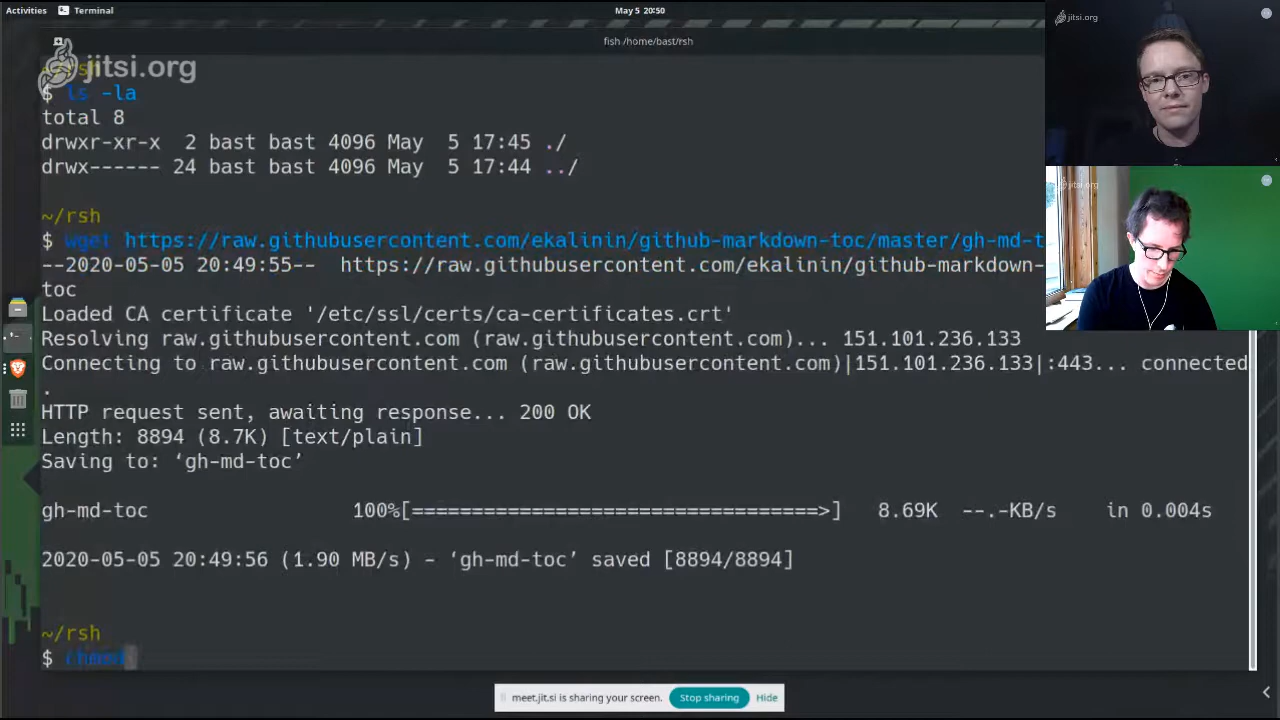 Activities
Terminal
May 5 20:50
fish /home/bast/rsh
jitsi.org
$ ls -la
total 8
drwxr-xr-x 2 bast bast 4096 May 5 17:45 ./
drwx------ 24 bast bast 4096 May 5 17:44 ../
~/rsh
$ wget https://raw.githubusercontent.com/ekalinin/github-markdown-toc/master/gh-md-t
--2020-05-05 20:49:55-- https://raw.githubusercontent.com/ekalinin/github-markdown-
toc
Loaded CA certificate '/etc/ssl/certs/ca-certificates.crt'
Resolving raw.githubusercontent.com (raw.githubusercontent.com)... 151.101.236.133
Connecting to raw.githubusercontent.com (raw.githubusercontent.com)|151.101.236.133|:443... connected
.
HTTP request sent, awaiting response... 200 OK
Length: 8894 (8.7K) [text/plain]
Saving to: ‘gh-md-toc’
gh-md-toc 100%[==================================>] 8.69K --.-KB/s in 0.004s
2020-05-05 20:49:56 (1.90 MB/s) - ‘gh-md-toc’ saved [8894/8894]
~/rsh
$ chmod
meet.jit.si is sharing your screen.
Stop sharing
Hide
jitsi.org
jitsi.org